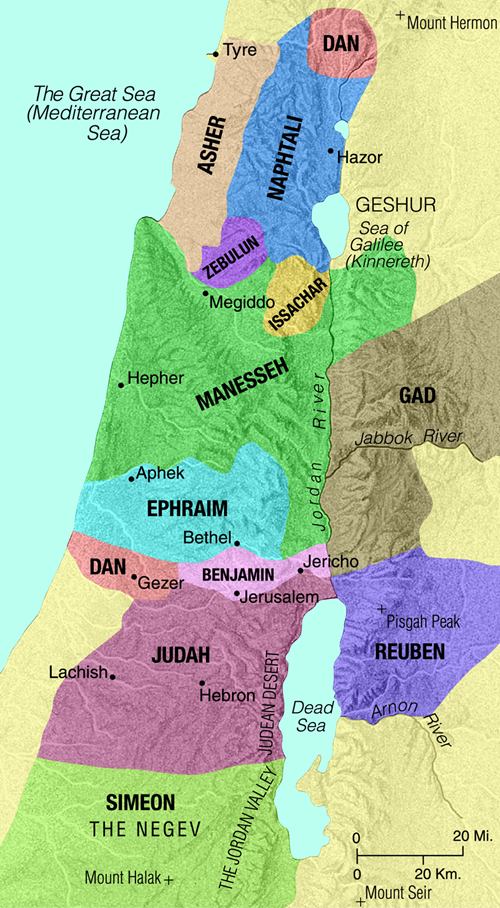 DAN
Mount Hermon
Tyre
The Great Sea
(Mediterranean
Sea)
ASHER
NAPHTALI
Hazor
GESHUR
Sea of
Galilee
(Kinnereth)
ZEBULUN
ISSACHAR
Megiddo
MANESSEH
Hepher
Jordan River
GAD
Jabbok River
Aphek
EPHRAIM
Bethel
DAN
Gezer
BENJAMIN
Jericho
Jerusalem
Pisgah Peak
REUBEN
JUDAH
Lachish
Hebron
JUDEAN DESERT
Dead
Sea
Arnon River
THE JORDAN VALLEY
SIMEON
THE NEGEV
Mount Halak
0 20 Mi.
0 20 Km.
Mount Seir